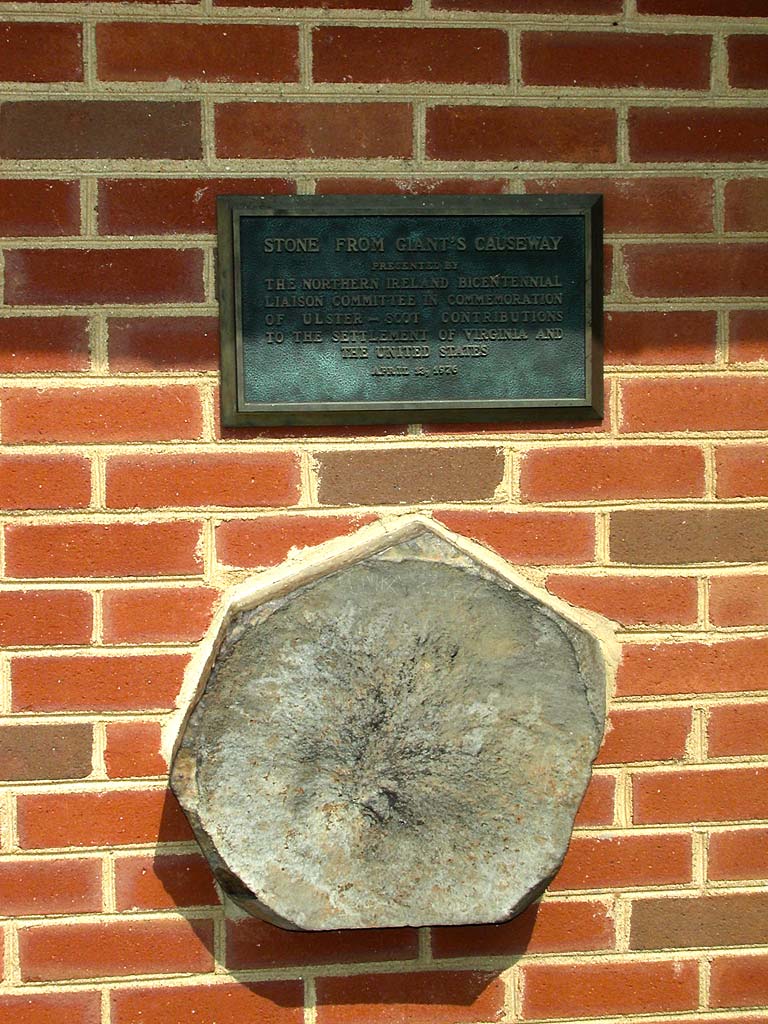 STONE FROM GIANT'S CAUSEWAY
PRESENTED BY
THE NORTHERN IRELAND BICENTENNIAL
LIAISON COMMITTEE IN COMMEMORATION
OF ULSTER—SCOT CONTRIBUTIONS
TO THE SETTLEMENT OF VIRGINIA AND
THE UNITED STATES
APRIL 13, 1976